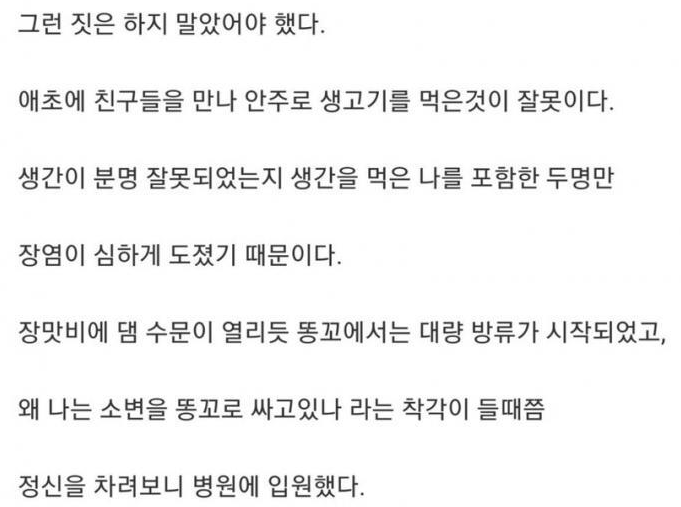 그런 짓은 하지 말았어야 했다.
애초에 친구들을 만나 안주로 생고기를 먹은것이 잘못이다.
생간이 분명 잘못되었는지 생간을 먹은 나를 포함한 두명만
장염이 심하게 도졌기 때문이다.
장맛비에 댐 수문이 열리듯 똥꼬에서는 대량 방류가 시작되었고,
왜 나는 소변을 똥꼬로 싸고있나 라는 착각이 들때쯤
정신을 차려보니 병원에 입원했다.